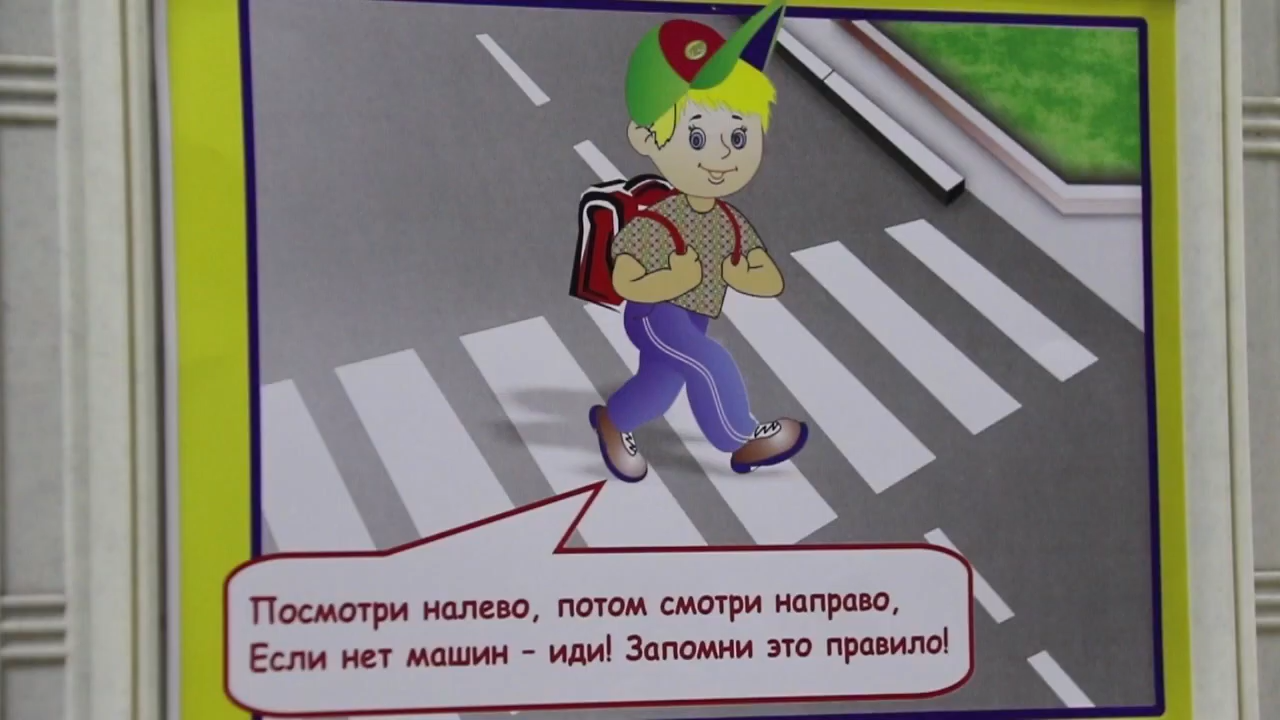 Посмотри налево, потом смотри направо,
Если нет машин – иди! Запомни это правило!